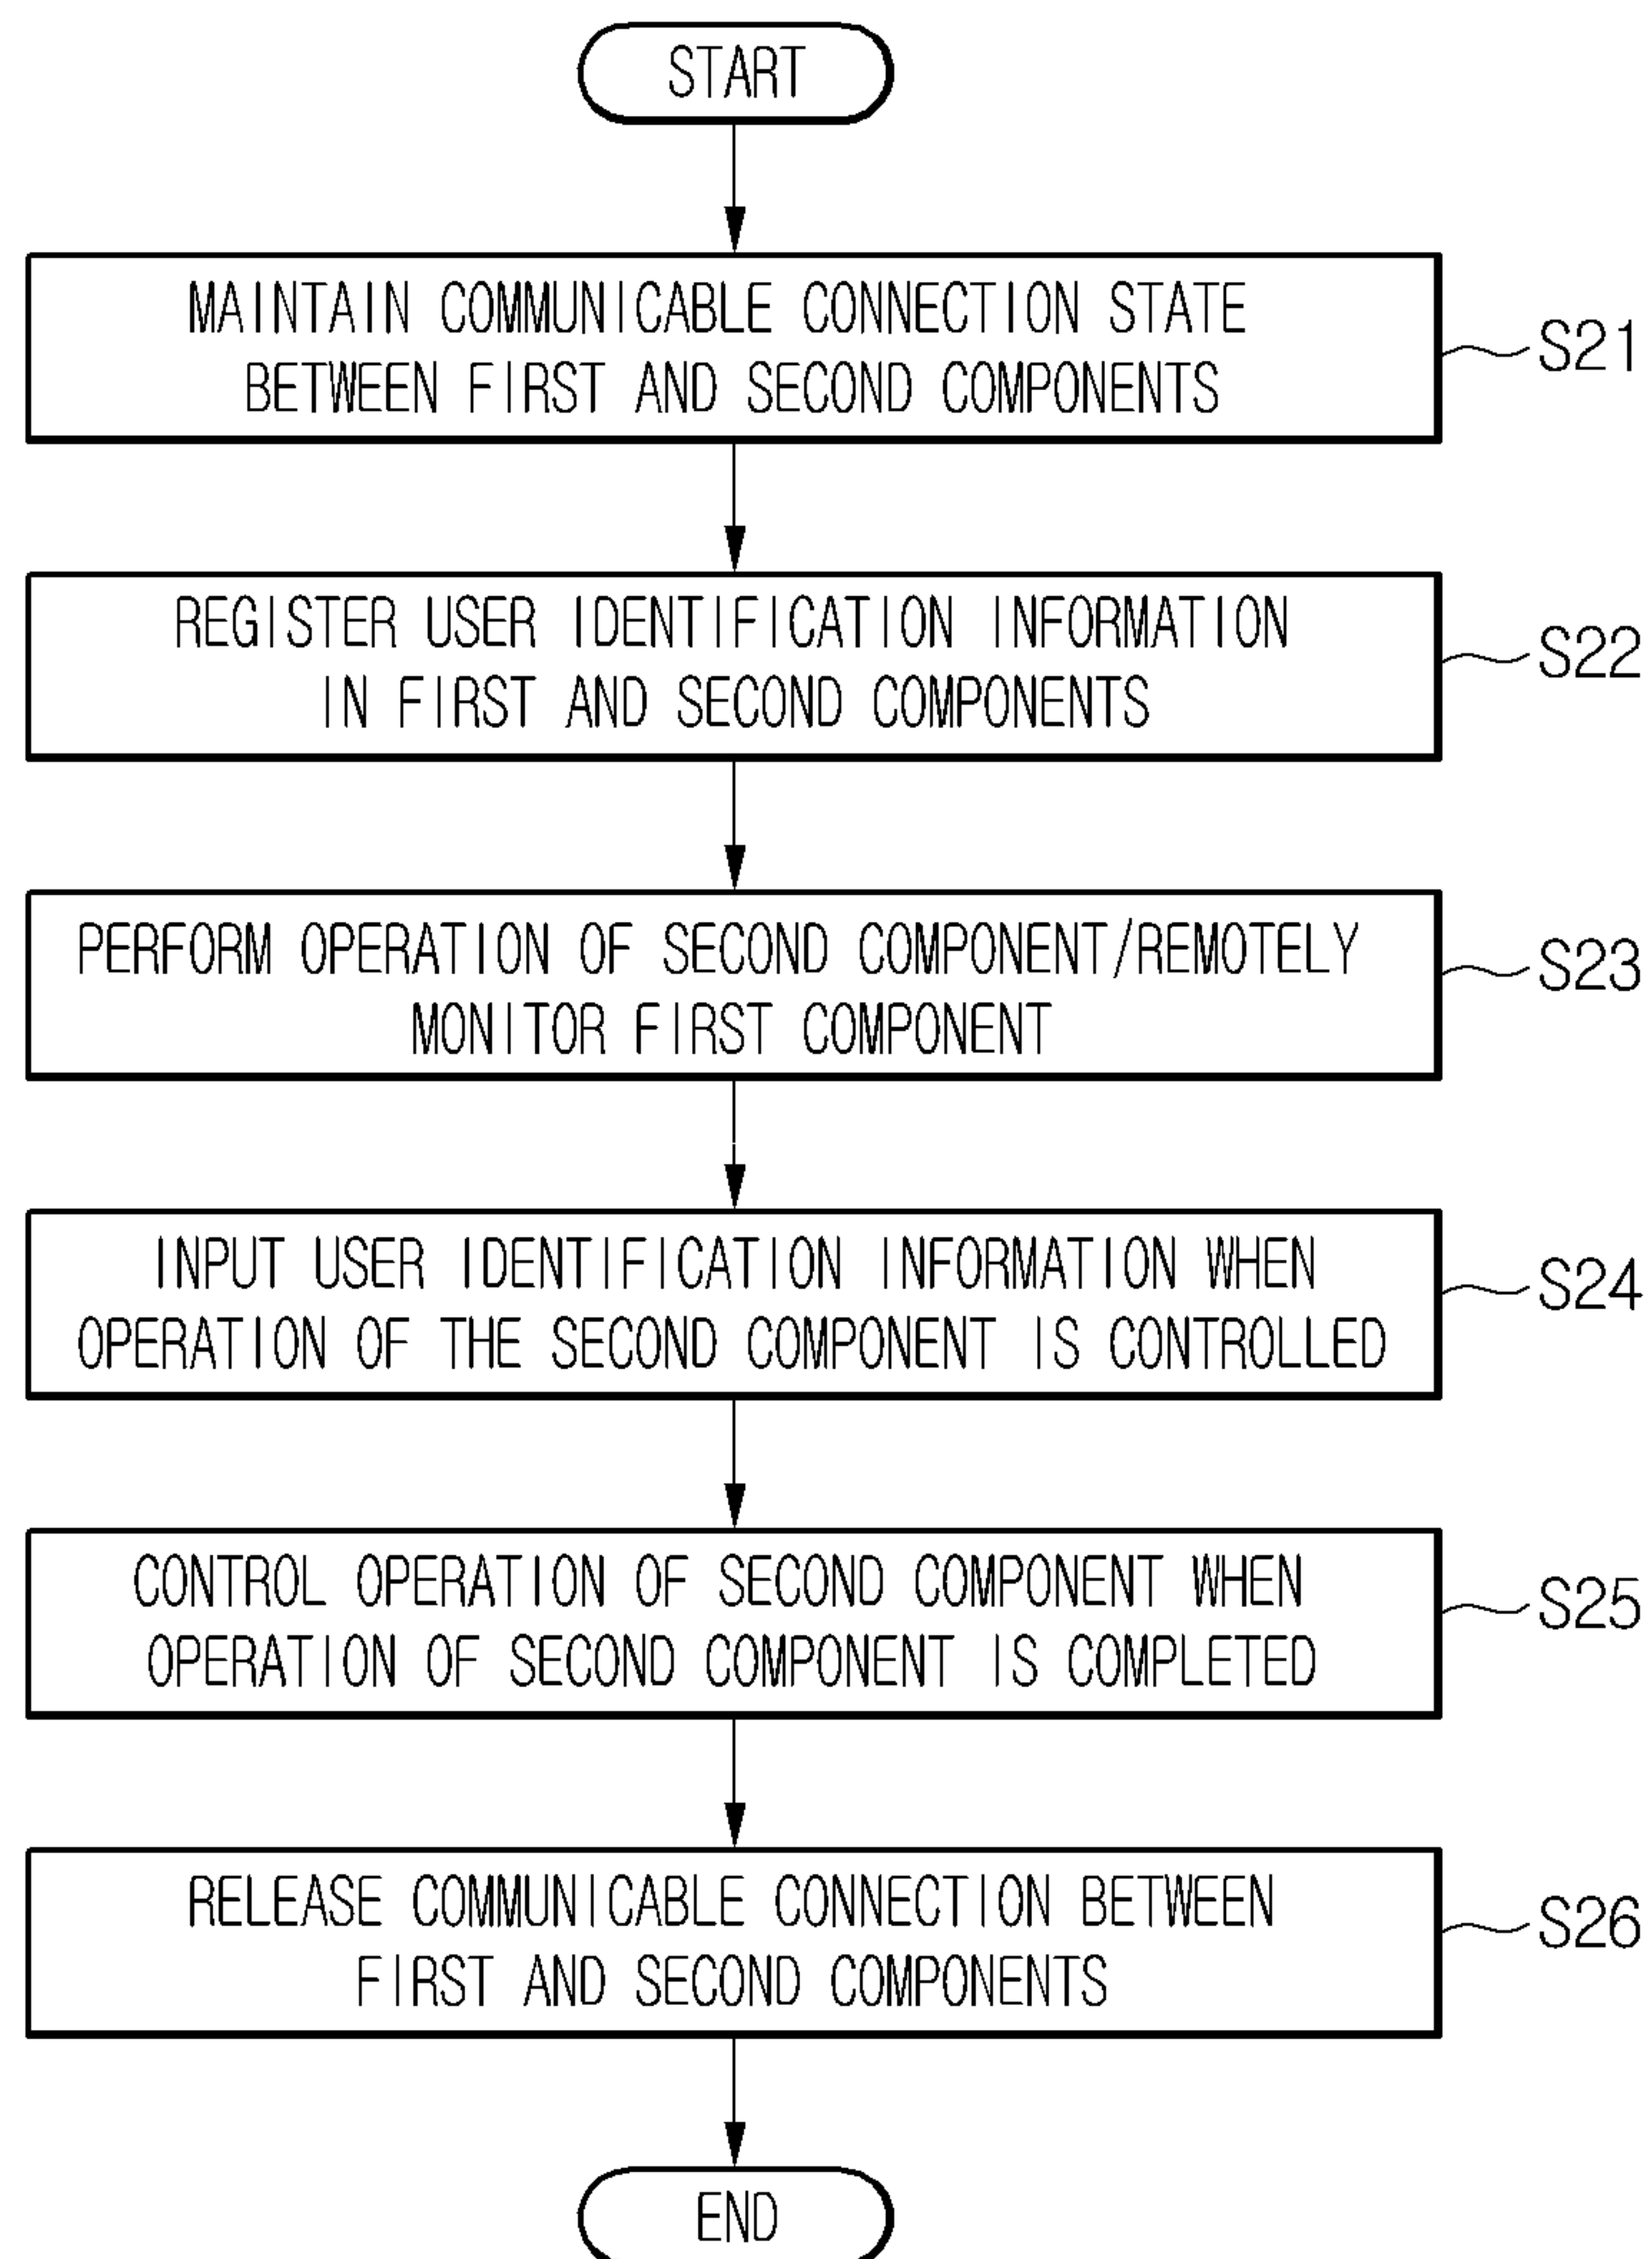 START
MAINTAIN COMMUNICABLE CONNECTION STATE
BETWEEN FIRST AND SECOND COMPONENTS
S21
REGISTER USER IDENTIFICATION INFORMATION
IN FIRST AND SECOND COMPONENTS
S22
PERFORM OPERATION OF SECOND COMPONENT/REMOTELY
MONITOR FIRST COMPONENT
S23
INPUT USER IDENTIFICATION INFORMATION WHEN
OPERATION OF THE SECOND COMPONENT IS CONTROLLED
S24
CONTROL OPERATION OF SECOND COMPONENT WHEN
OPERATION OF SECOND COMPONENT IS COMPLETED
S25
RELEASE COMMUNICABLE CONNECTION BETWEEN
FIRST AND SECOND COMPONENTS
S26
END